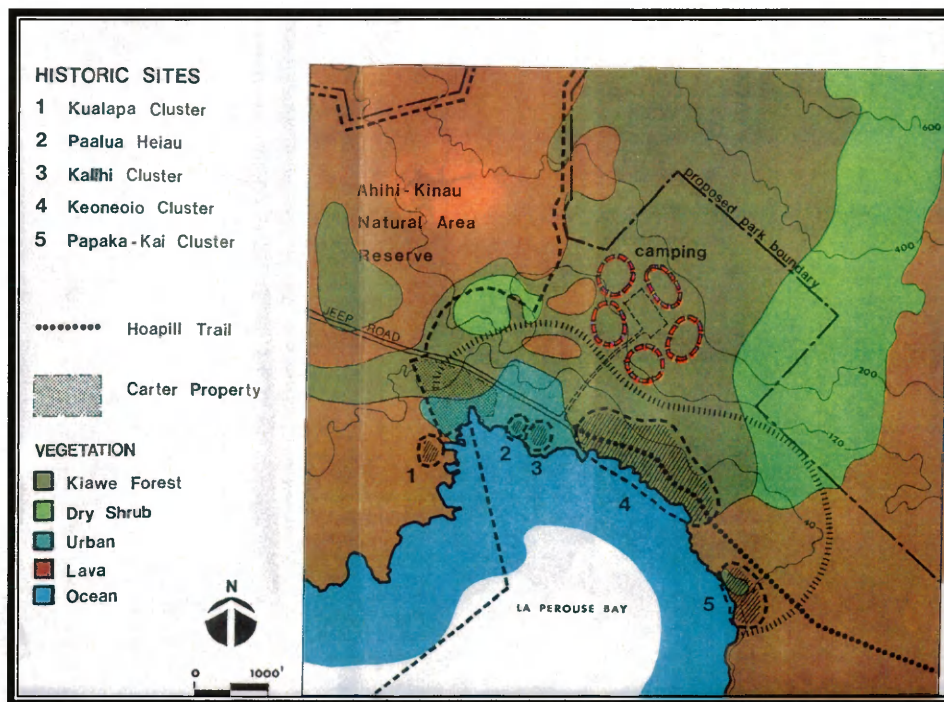 HISTORIC SITES
1 Kualapa Cluster
2 Paalua Heiau
3 Kalihi Cluster
4 Keoneoio Cluster
5 Papaka-Kai Cluster
Hoapili Trail
Carter Property
VEGETATION
Kiawe Forest
Dry Shrub
Urban
Lava
Ocean
N
0 1000'
Ahihi-Kinau
Natural Area
Reserve
camping
proposed park boundary
JEEP ROAD
600
400
200
120
40
1
2
3
4
5
LA PEROUSE BAY